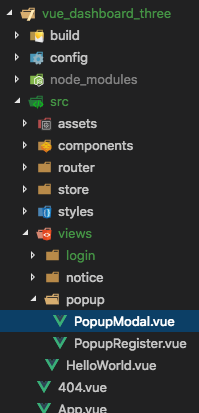 vue_dashboard_three
build
config
node_modules
src
assets
components
router
store
styles
views
login
notice
popup
PopupModal.vue
PopupRegister.vue
HelloWorld.vue
404.vue
App.vue